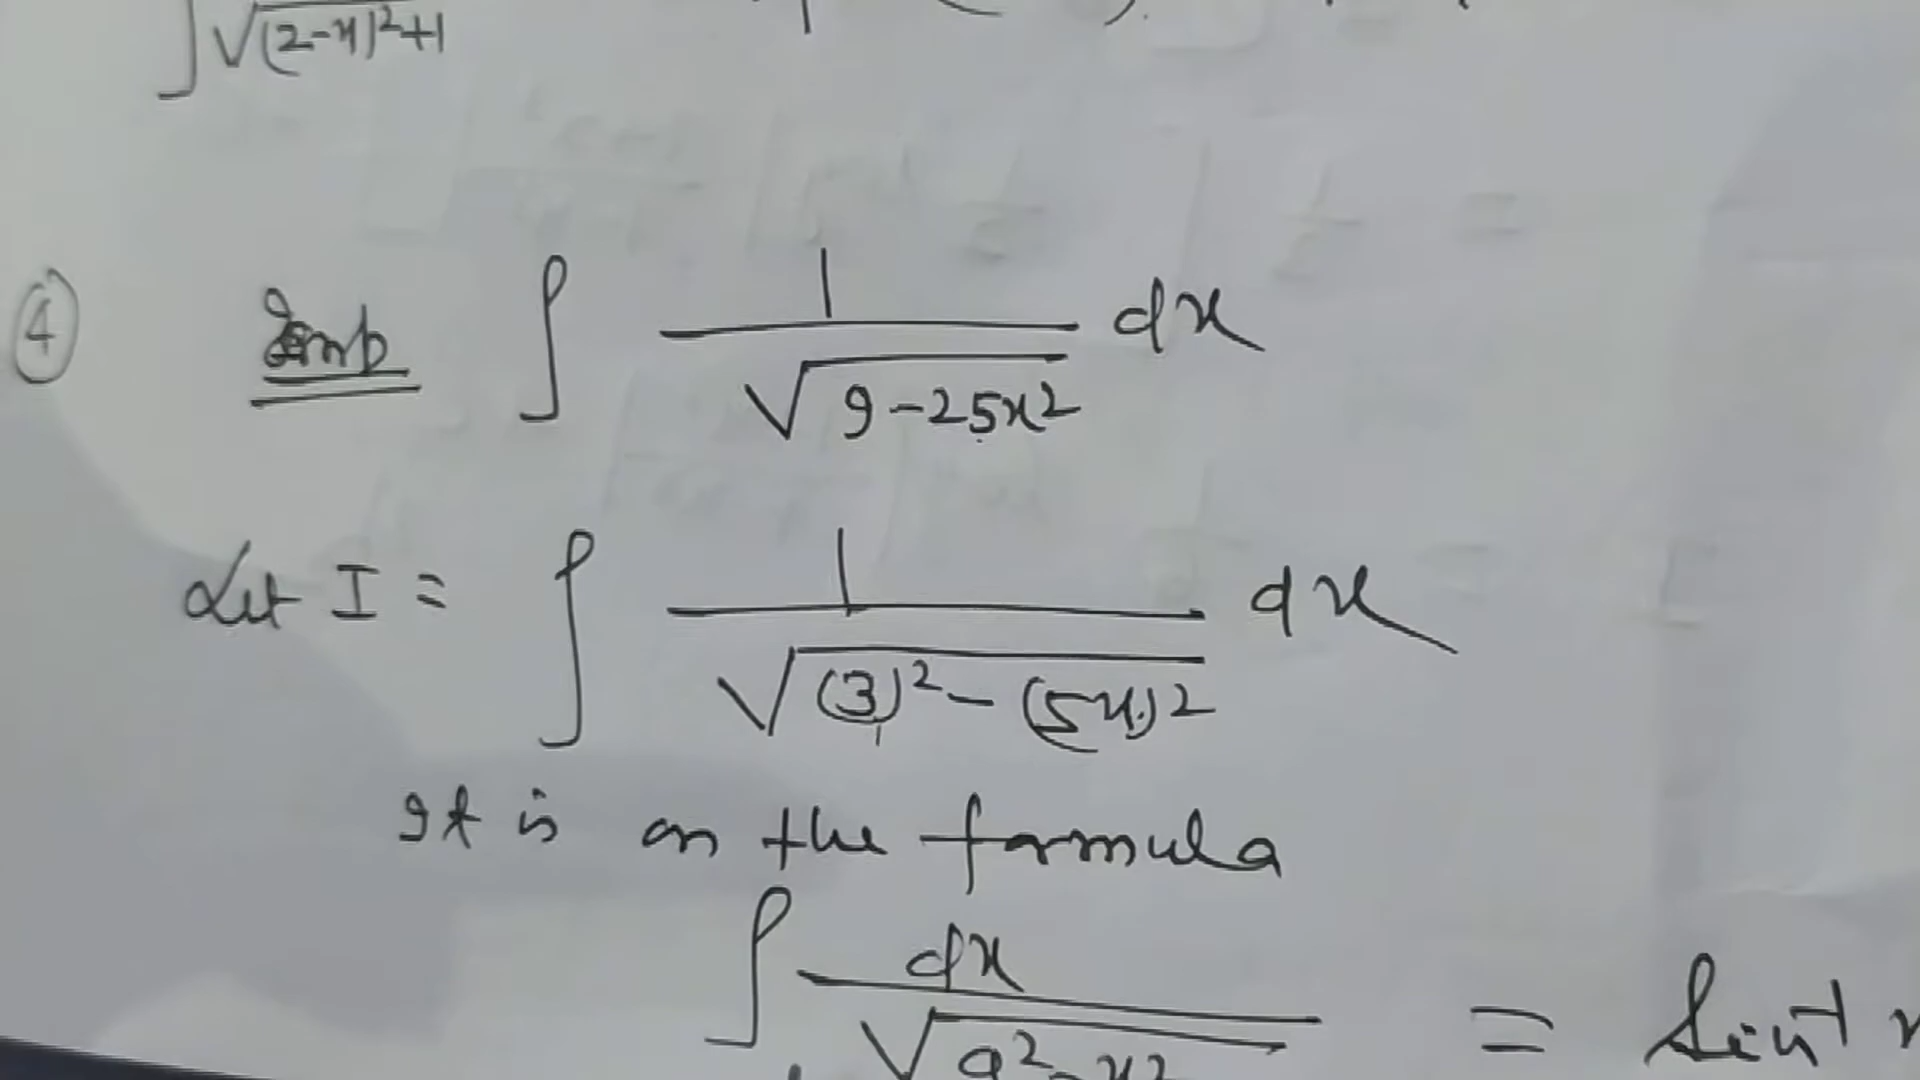 ∫√(2-x)²+1
④ Imp ∫ 1/√9-25x² dx
Let I = ∫ 1/√(3)²-(5x)² dx
It is on the formula
∫ dx/√a²-x² = Sin⁻¹ x